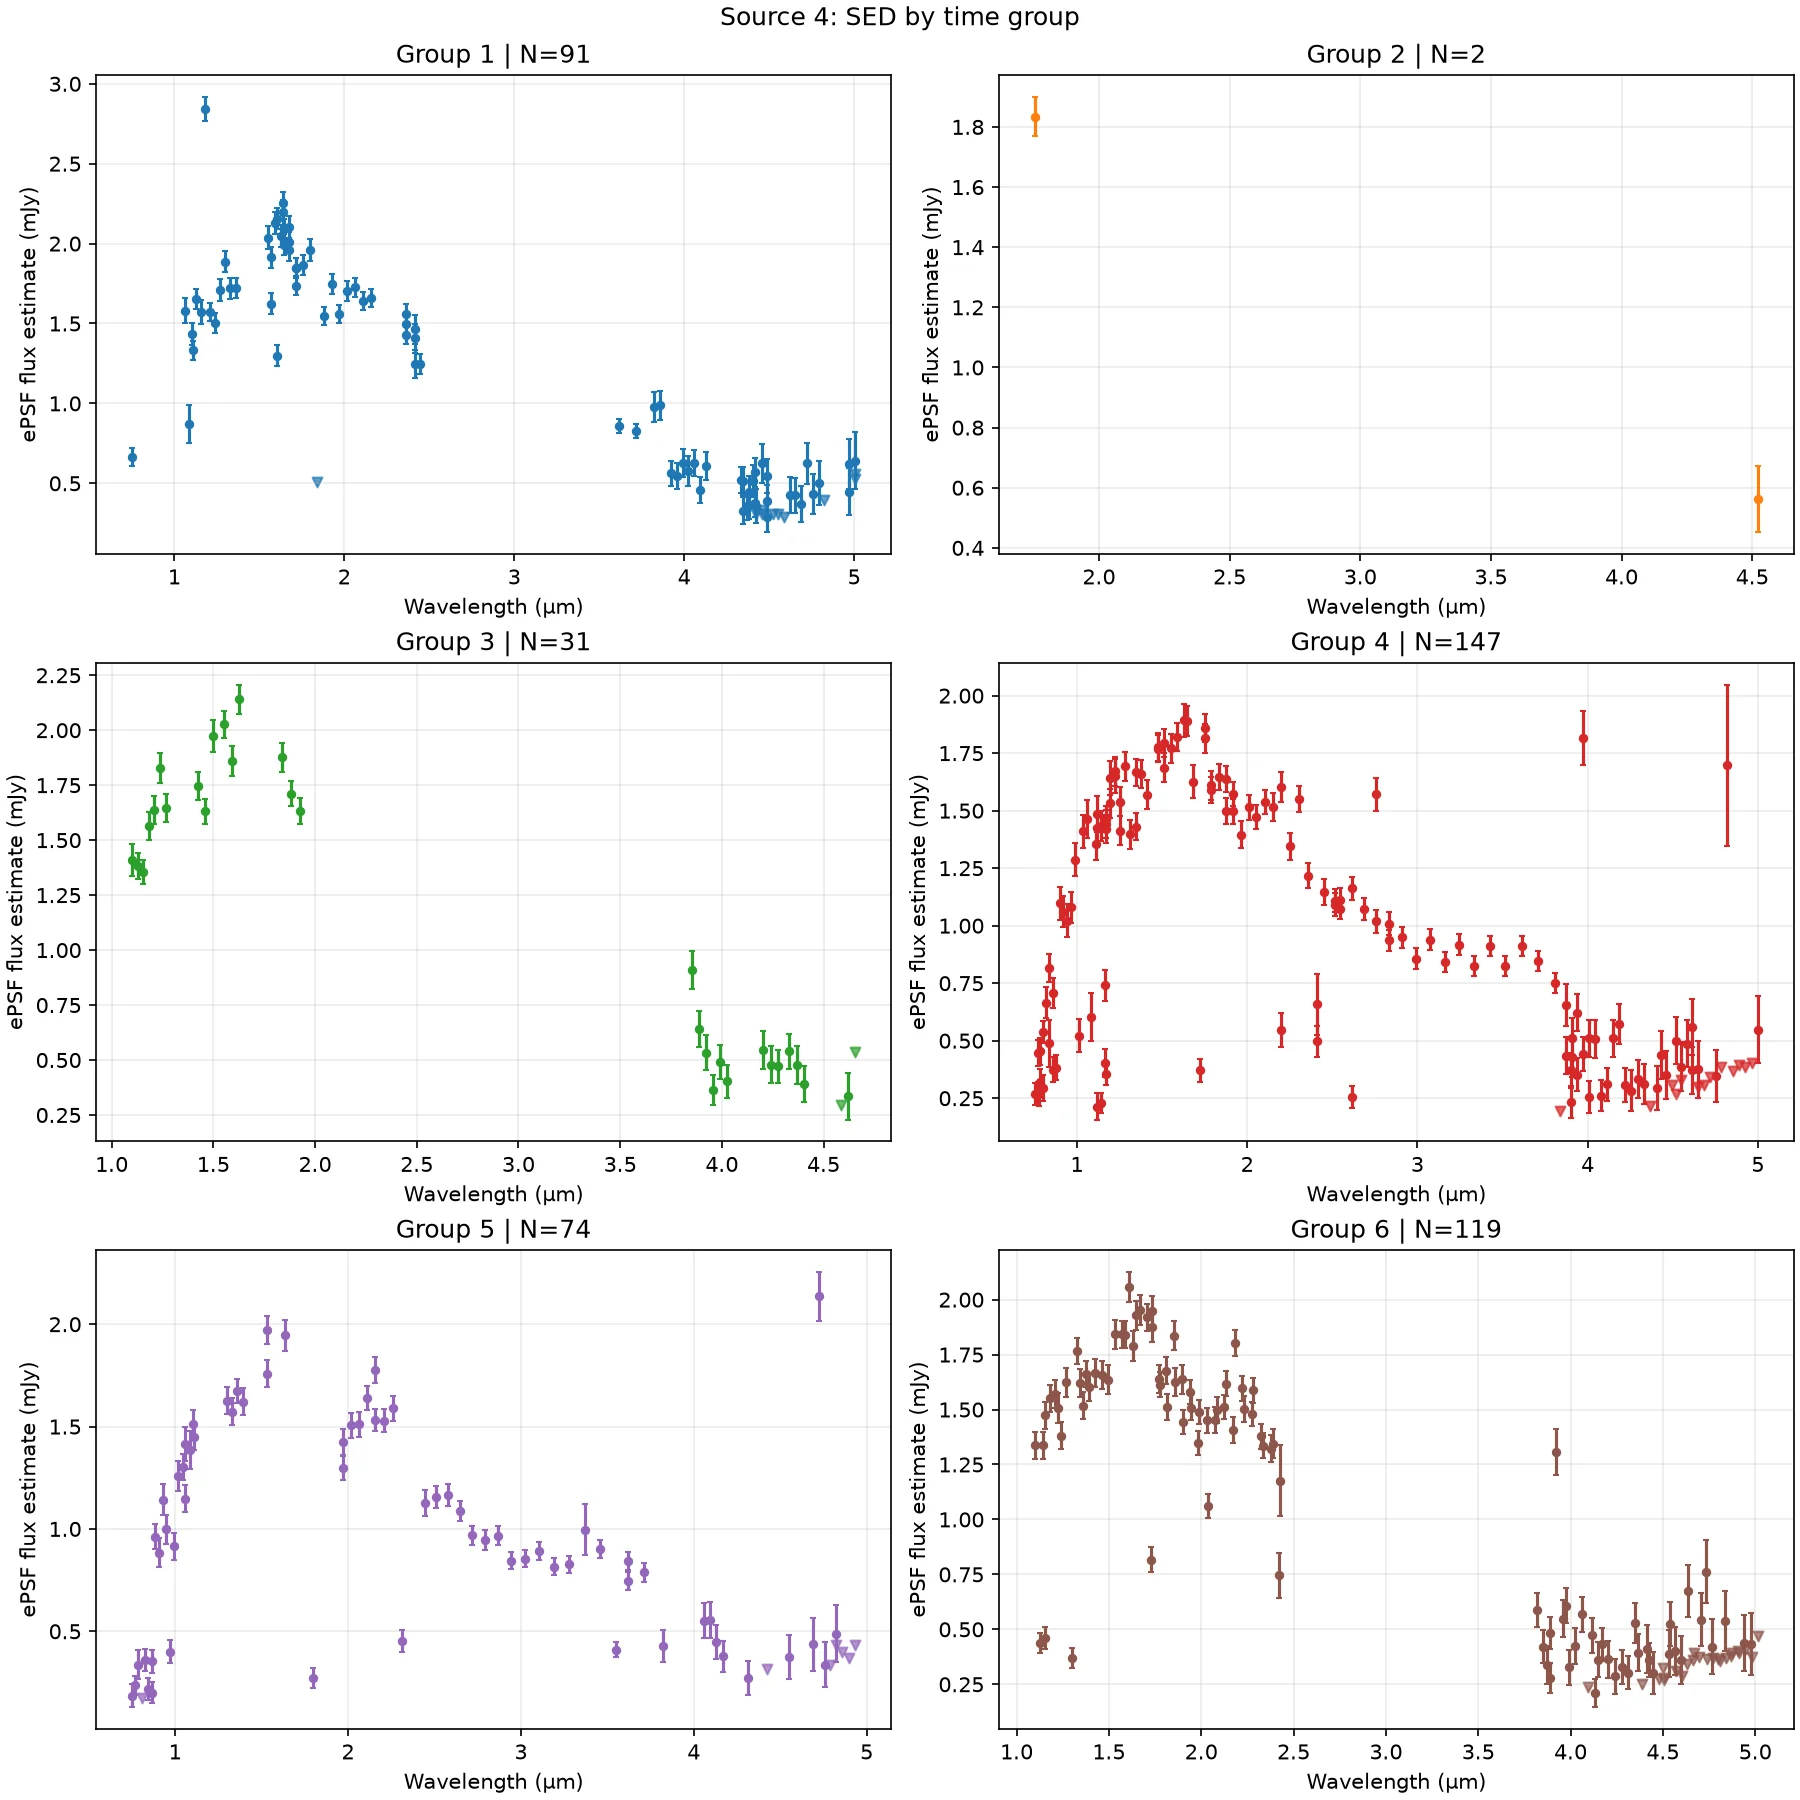 Source 4: SED by time group
Group 1 | N=91
ePSF flux estimate (mJy)
3.0
2.5
2.0
1.5
1.0
0.5
1 2 3 4 5
Wavelength (μm)
Group 2 | N=2
ePSF flux estimate (mJy)
1.8
1.6
1.4
1.2
1.0
0.8
0.6
0.4
2.0 2.5 3.0 3.5 4.0 4.5
Wavelength (μm)
Group 3 | N=31
ePSF flux estimate (mJy)
2.25
2.00
1.75
1.50
1.25
1.00
0.75
0.50
0.25
1.0 1.5 2.0 2.5 3.0 3.5 4.0 4.5
Wavelength (μm)
Group 4 | N=147
ePSF flux estimate (mJy)
2.00
1.75
1.50
1.25
1.00
0.75
0.50
0.25
1 2 3 4 5
Wavelength (μm)
Group 5 | N=74
ePSF flux estimate (mJy)
2.0
1.5
1.0
0.5
1 2 3 4 5
Wavelength (μm)
Group 6 | N=119
ePSF flux estimate (mJy)
2.00
1.75
1.50
1.25
1.00
0.75
0.50
0.25
1.0 1.5 2.0 2.5 3.0 3.5 4.0 4.5 5.0
Wavelength (μm)